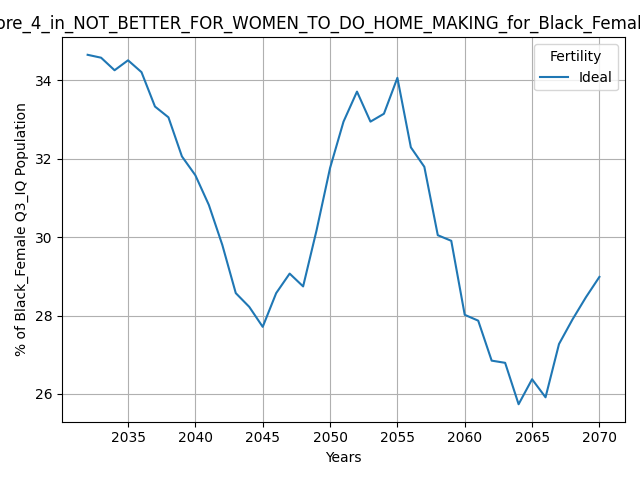 ore_4_in_NOT_BETTER_FOR_WOMEN_TO_DO_HOME_MAKING_for_Black_Femal
Fertility
Ideal
% of Black_Female Q3_IQ Population
34
32
30
28
26
2035 2040 2045 2050 2055 2060 2065 2070
Years